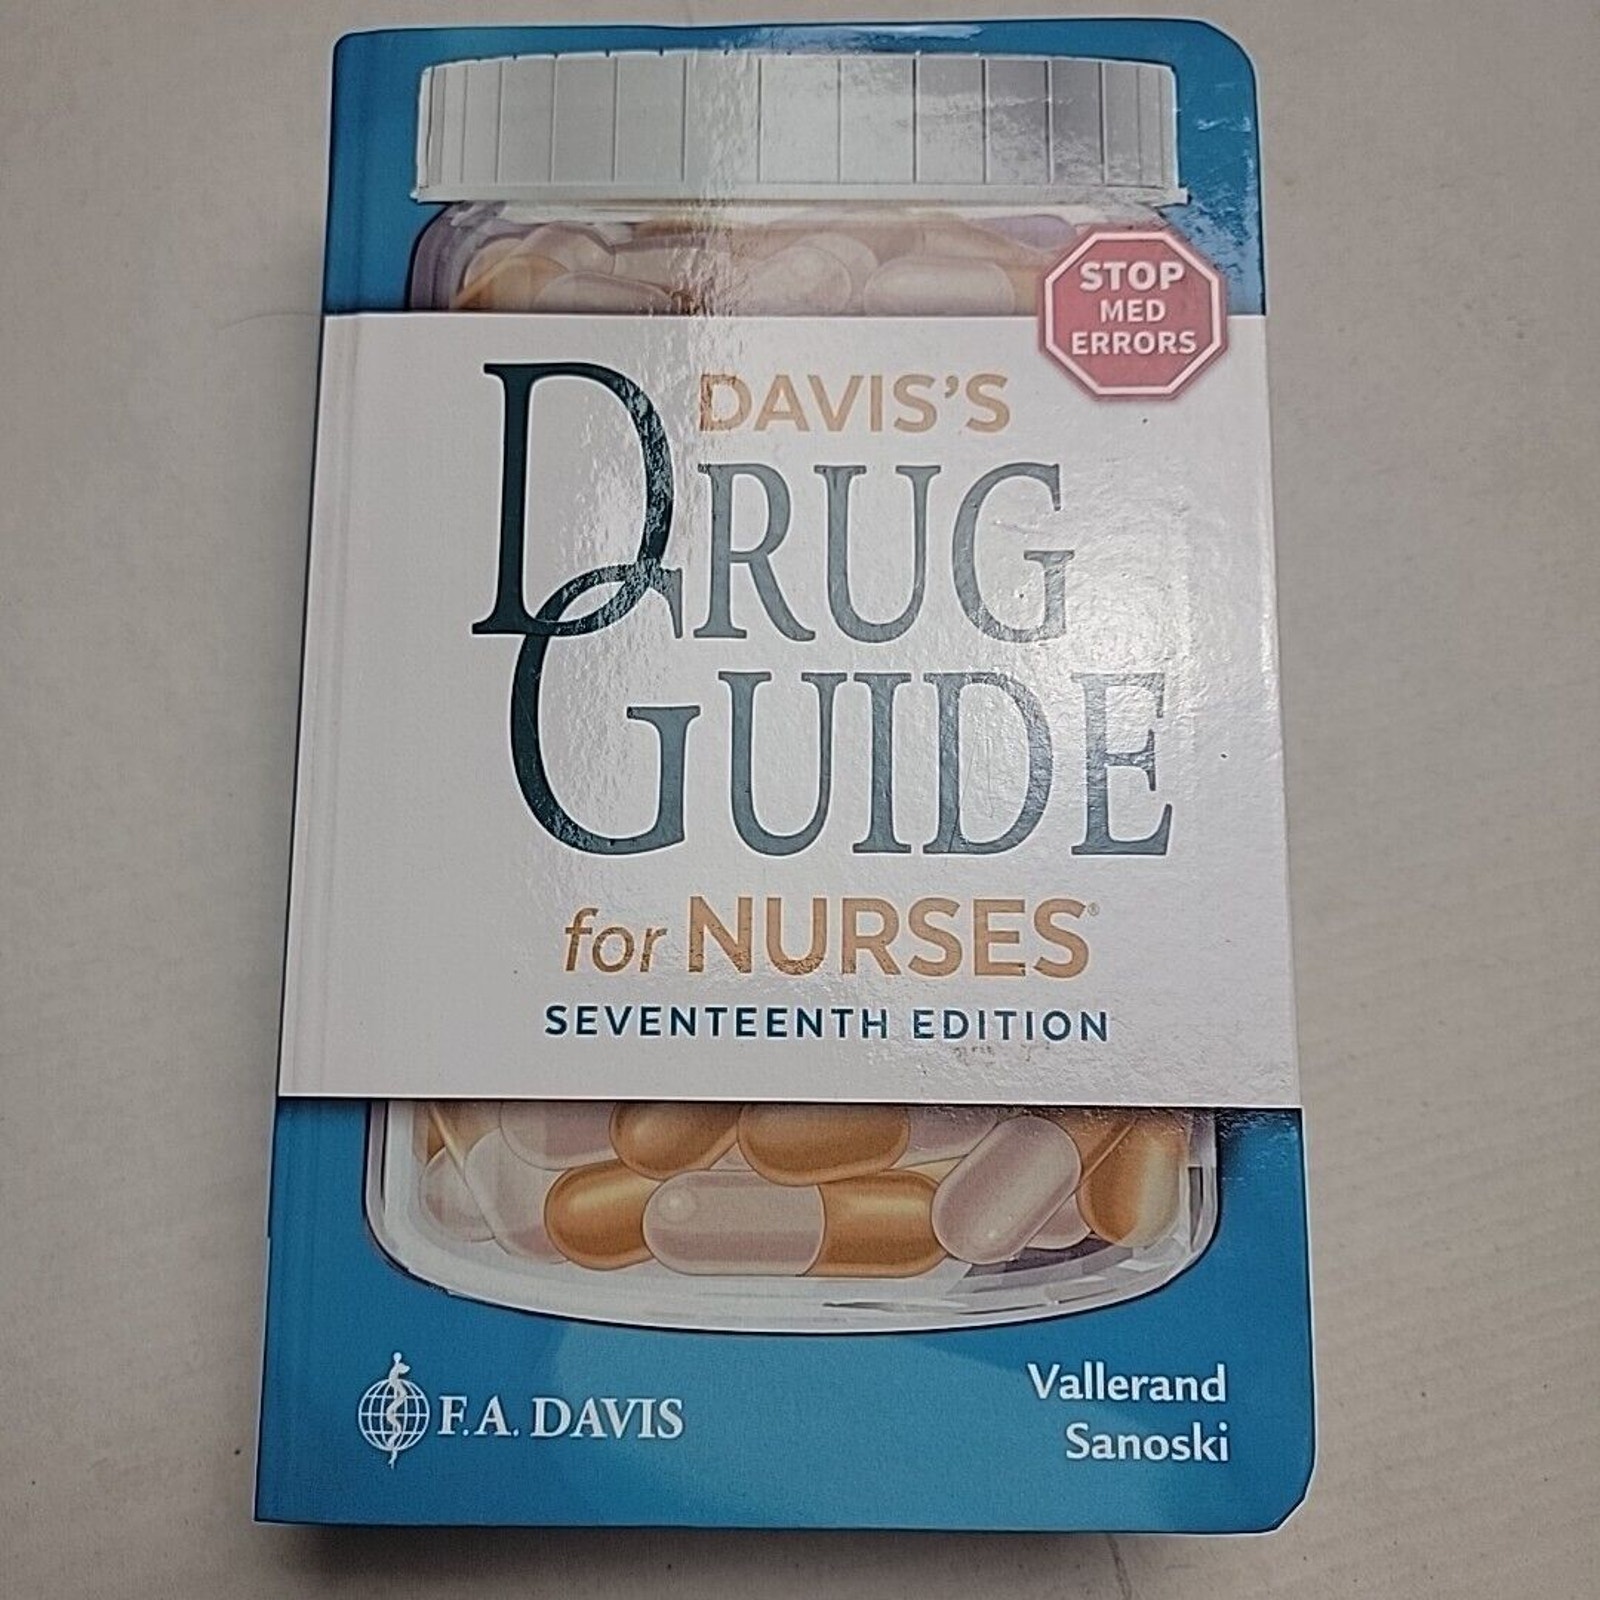 STOP
MED
ERRORS
DAVIS'S
DRUG
GUIDE
for NURSES®
SEVENTEENTH EDITION
F.A. DAVIS
Vallerand
Sanoski